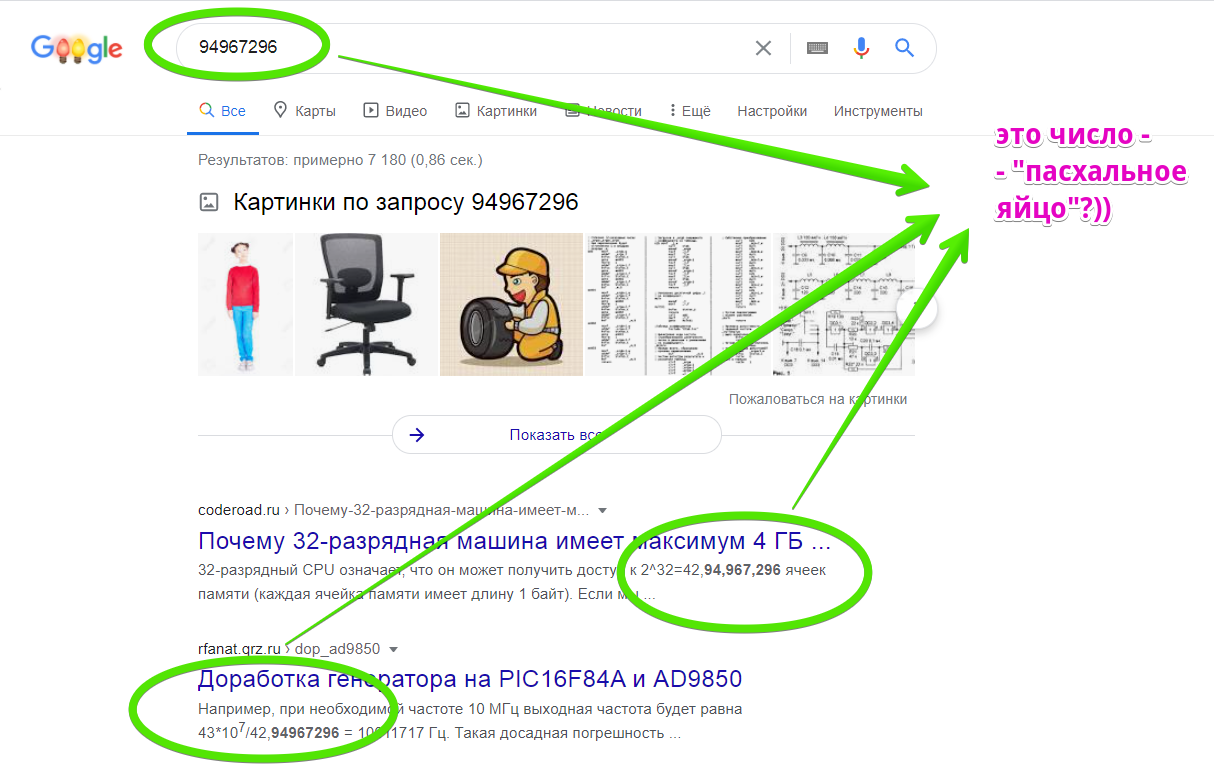 Google
94967296
Все
Карты
Видео
Картинки
Новости
Ещё
Настройки
Инструменты
это число -
- "пасхальное
яйцо"?))
Результатов: примерно 7 180 (0,86 сек.)
Картинки по запросу 94967296
Пожаловаться на картинки
Показать все
coderoad.ru › Почему-32-разрядная-машина-имеет-м...
Почему 32-разрядная машина имеет максимум 4 ГБ ...
32-разрядный CPU означает, что он может получить доступ к 2^32=42,94,967,296 ячеек
памяти (каждая ячейка памяти имеет длину 1 байт). Если мы ...
rfanat.qrz.ru › dop_ad9850
Доработка генератора на PIC16F84A и AD9850
Например, при необходимой частоте 10 МГц выходная частота будет равна
43*10^7/42,94967296 = 10011717 Гц. Такая досадная погрешность ...